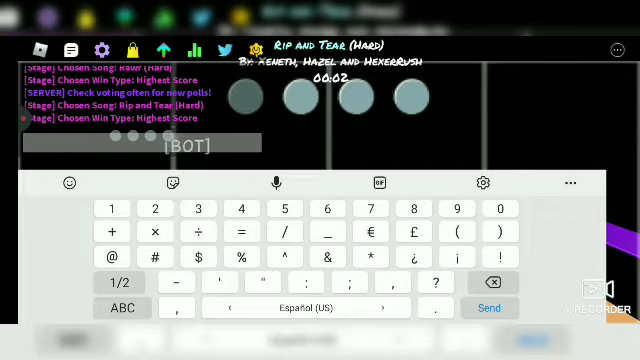 Rip and Tear (Hard)
By: Xeneth, Hazel and HexerRush
00:02
[Stage] Chosen Song: Rawr (Hard)
[Stage] Chosen Win Type: Highest Score
[SERVER] Check voting often for new polls!
[Stage] Chosen Song: Rip and Tear (Hard)
[Stage] Chosen Win Type: Highest Score
[BOT]
GIF
1 2 3 4 5 6 7 8 9 0
+ × ÷ = / _ € £ ( )
@ # $ % ^ & * ¿ ¡ !
1/2 - ' " : ; , ?
ABC , ‹ Español (US) › . Send
V RECORDER